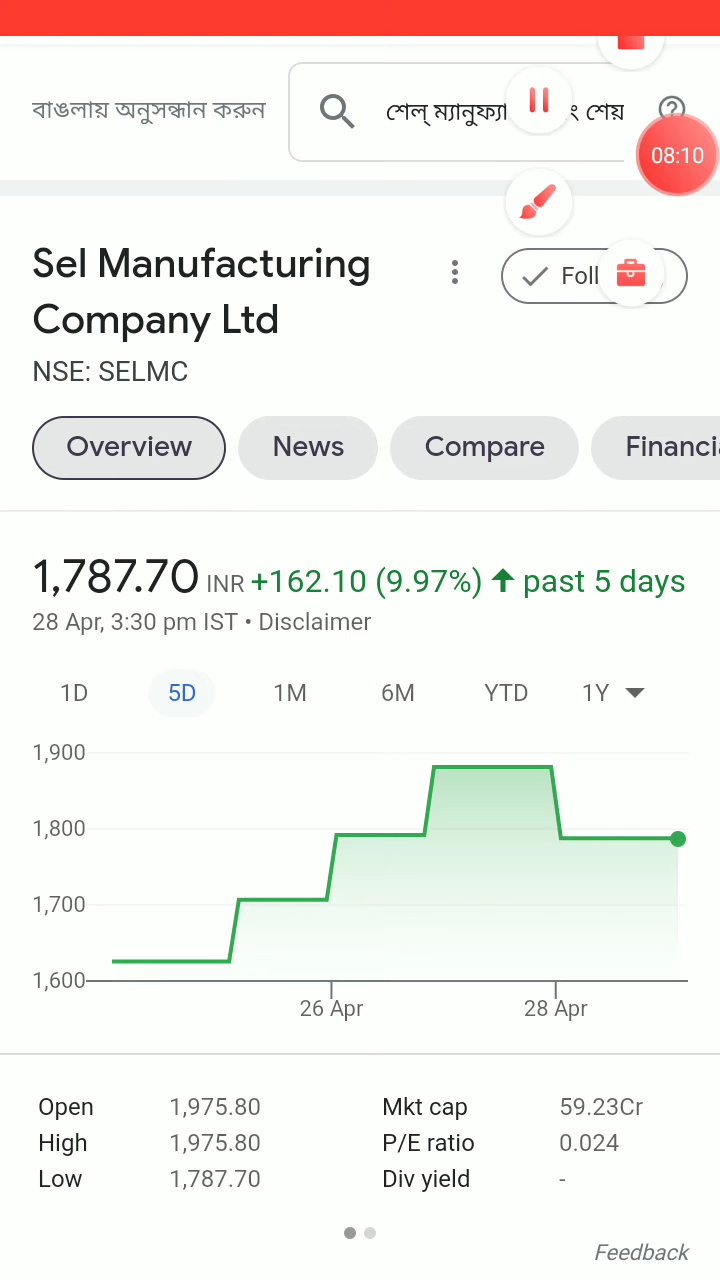 বাঙলায় অনুসন্ধান করুন
শেল্ ম্যানুফ্যা ং শেয়
08:10
Sel Manufacturing
Company Ltd
Foll
NSE: SELMC
Overview
News
Compare
Financi
1,787.70 INR +162.10 (9.97%) ↑ past 5 days
28 Apr, 3:30 pm IST • Disclaimer
1D 5D 1M 6M YTD 1Y
1,900
1,800
1,700
1,600
26 Apr 28 Apr
Open 1,975.80 Mkt cap 59.23Cr
High 1,975.80 P/E ratio 0.024
Low 1,787.70 Div yield -
Feedback